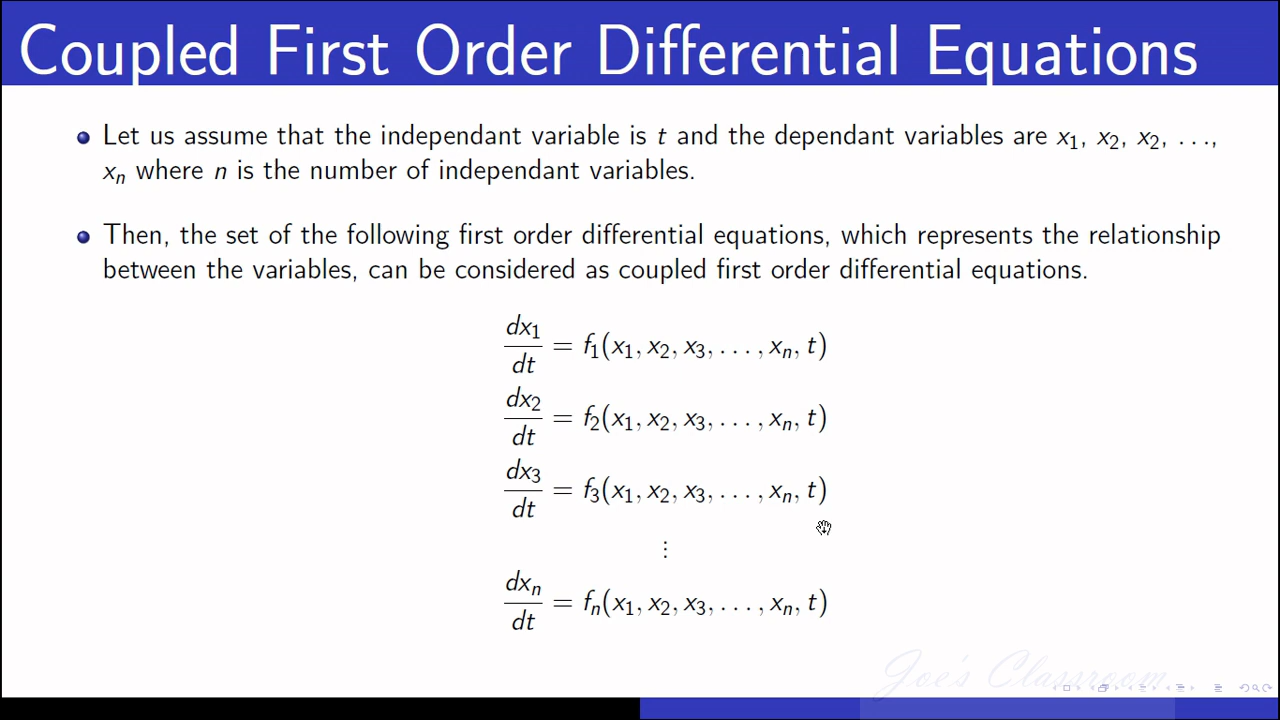 Coupled First Order Differential Equations
Let us assume that the independant variable is t and the dependant variables are x₁, x₂, x₂, ...,
xₙ where n is the number of independant variables.
Then, the set of the following first order differential equations, which represents the relationship
between the variables, can be considered as coupled first order differential equations.
dx₁/dt = f₁(x₁, x₂, x₃, ..., xₙ, t)
dx₂/dt = f₂(x₁, x₂, x₃, ..., xₙ, t)
dx₃/dt = f₃(x₁, x₂, x₃, ..., xₙ, t)
⋮
dxₙ/dt = fₙ(x₁, x₂, x₃, ..., xₙ, t)
Joe's Classroom